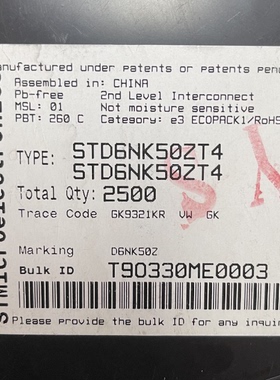 nufactured under patents or patents pen
Assembled in: CHINA
Pb-free 2nd Level Interconnect
MSL: 01 Not moisture sensitive
PBT: 260 C Category: e3 ECOPACK1/RoHS
TYPE: STD6NK50ZT4
STD6NK50ZT4
Total Qty: 2500
Trace Code GK9321KR VW GK
Marking D6NK50Z
Bulk ID T90330ME0003
Please provide the bulk ID for any inquiry
STMicroelectronics